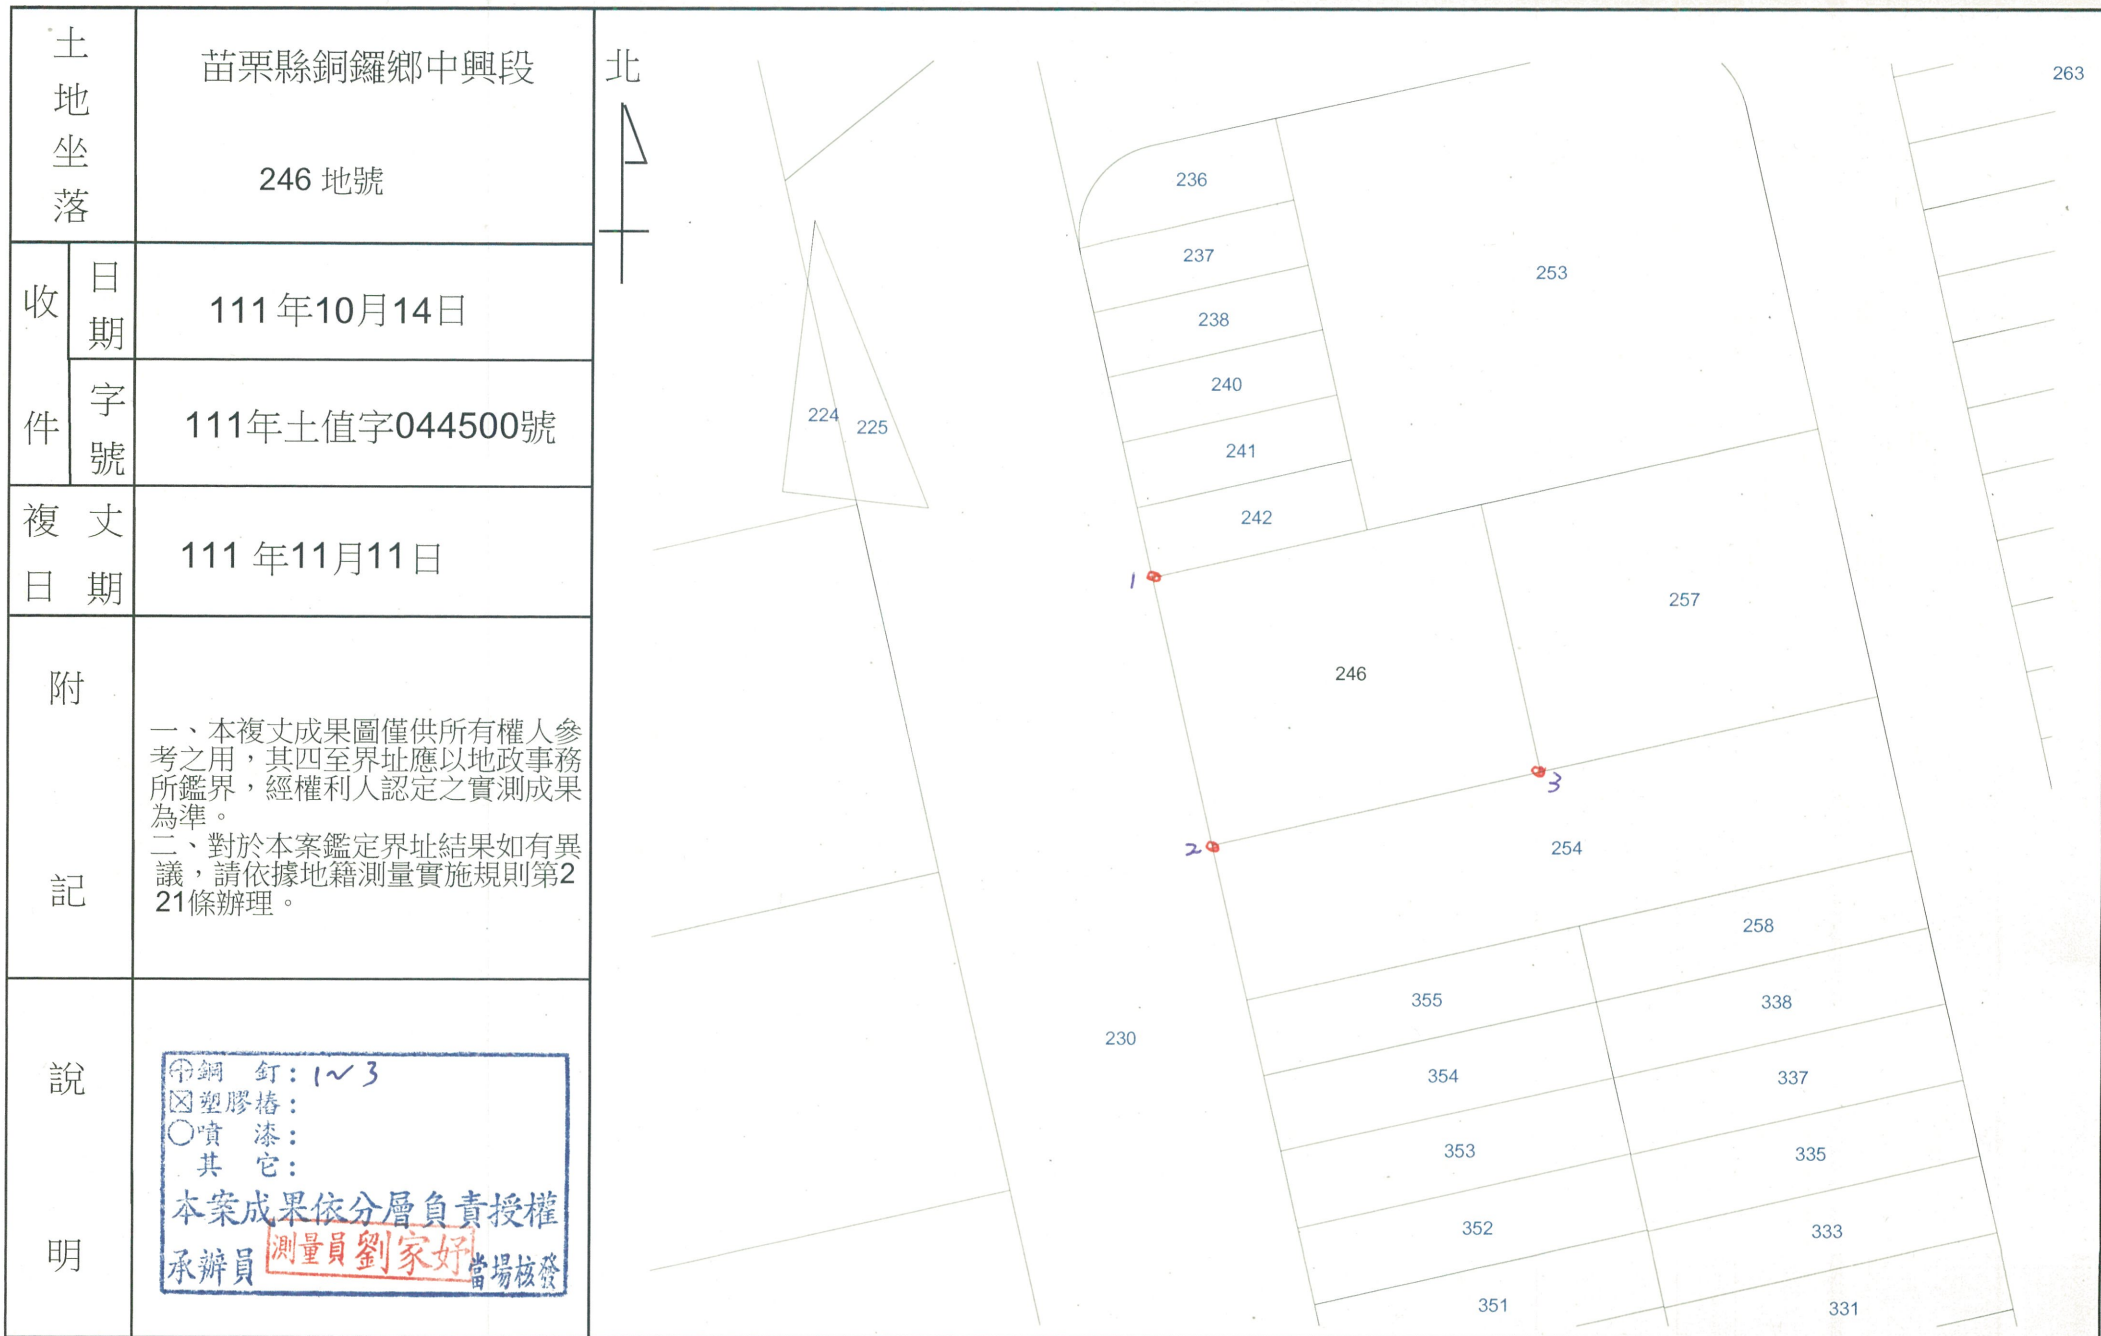 土地坐落
苗栗縣銅鑼鄉中興段
246 地號
收件
日期
111年10月14日
字號
111年土值字044500號
複丈日期
111 年11月11日
附記
一、本複丈成果圖僅供所有權人參
考之用，其四至界址應以地政事務
所鑑界，經權利人認定之實測成果
為準。
二、對於本案鑑定界址結果如有異
議，請依據地籍測量實施規則第2
21條辦理。
說明
鋼 釘：1~3
塑膠樁：
噴 漆：
其 它：
本案成果依分層負責授權
承辦員 測量員劉家妤 當場核發
北
263
236
237
253
238
240
224
225
241
242
1
257
246
3
2
254
258
355
338
230
354
337
353
335
352
333
351
331